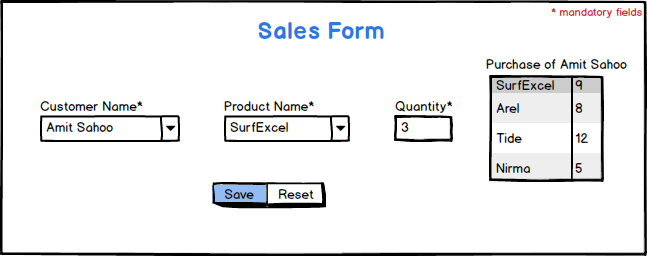 * mandatory fields
Sales Form
Purchase of Amit Sahoo
SurfExcel 9
Arel 8
Tide 12
Nirma 5
Customer Name* Product Name* Quantity*
Amit Sahoo SurfExcel 3
Save Reset